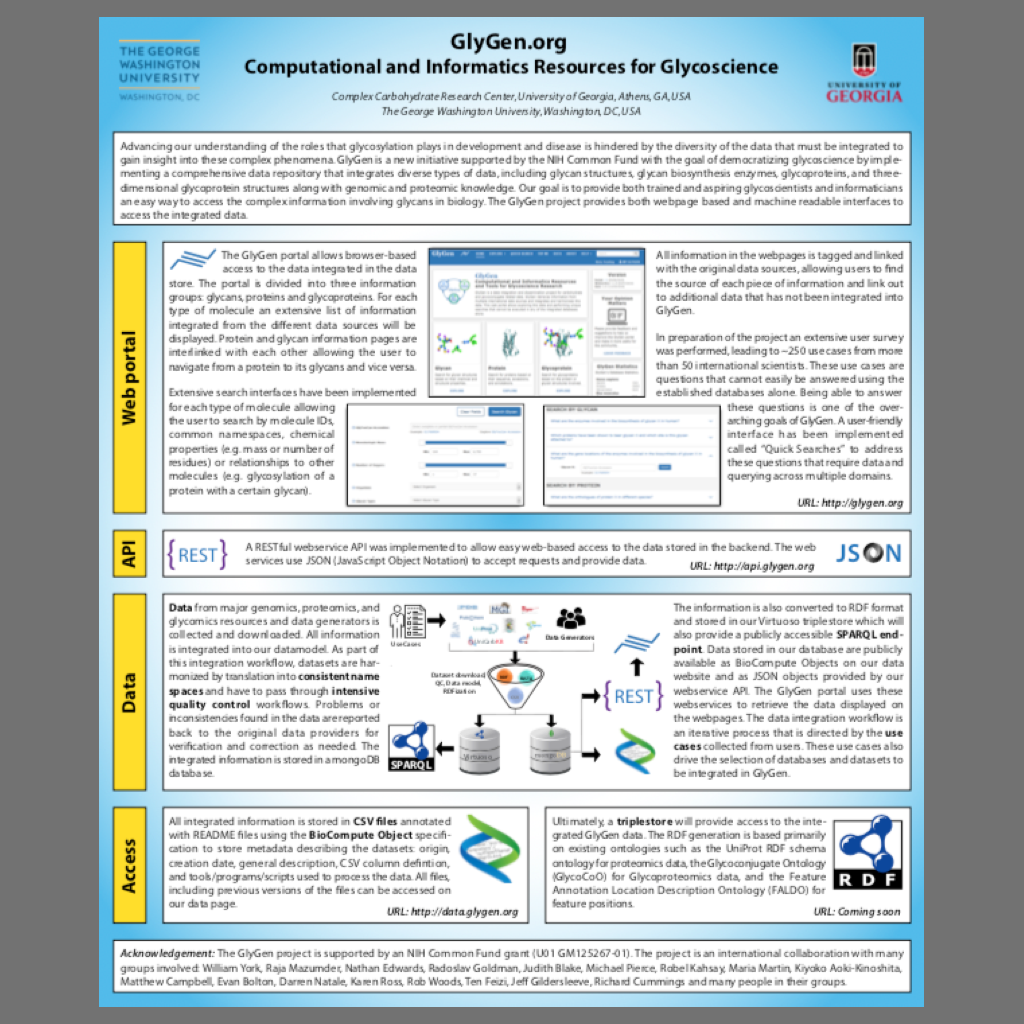 THE GEORGE
WASHINGTON
UNIVERSITY
WASHINGTON, DC
GlyGen.org
Computational and Informatics Resources for Glycoscience
Complex Carbohydrate Research Center, University of Georgia, Athens, GA, USA
The George Washington University, Washington, DC, USA
UNIVERSITY OF
GEORGIA
Advancing our understanding of the roles that glycosylation plays in development and disease is hindered by the diversity of the data that must be integrated to
gain insight into these complex phenomena. GlyGen is a new initiative supported by the NIH Common Fund with the goal of democratizing glycoscience by imple-
menting a comprehensive data repository that integrates diverse types of data, including glycan structures, glycan biosynthesis enzymes, glycoproteins, and three-
dimensional glycoprotein structures along with genomic and proteomic knowledge. Our goal is to provide both trained and aspiring glycoscientists and informaticians
an easy way to access the complex information involving glycans in biology. The GlyGen project provides both webpage based and machine readable interfaces to
access the integrated data.
Web portal
The GlyGen portal allows browser-based
access to the data integrated in the data
store. The portal is divided into three information
groups: glycans, proteins and glycoproteins. For each
type of molecule an extensive list of information
integrated from the different data sources will be
displayed. Protein and glycan information pages are
interlinked with each other allowing the user to
navigate from a protein to its glycans and vice versa.
Extensive search interfaces have been implemented
for each type of molecule allowing
the user to search by molecule IDs,
common namespaces, chemical
properties (e.g. mass or number of
residues) or relationships to other
molecules (e.g. glycosylation of a
protein with a certain glycan).
GlyGen
GlyGen
Computational and Informatics Resources
and Tools for Glycoscience Research
Version
Your Opinion
Matters
Glycan
Protein
Glycoprotein
Glycan Statistics
SEARCH BY GLYCAN
SEARCH BY PROTEIN
All information in the webpages is tagged and linked
with the original data sources, allowing users to find
the source of each piece of information and link out
to additional data that has not been integrated into
GlyGen.
In preparation of the project an extensive user survey
was performed, leading to ~250 use cases from more
than 50 international scientists. These use cases are
questions that cannot easily be answered using the
established databases alone. Being able to answer
these questions is one of the over-
arching goals of GlyGen. A user-friendly
interface has been implemented
called “Quick Searches” to address
these questions that require data and
querying across multiple domains.
URL: http://glygen.org
API
{REST}
A RESTful webservice API was implemented to allow easy web-based access to the data stored in the backend. The web
services use JSON (JavaScript Object Notation) to accept requests and provide data.
URL: http://api.glygen.org
JSON
Data
Data from major genomics, proteomics, and
glycomics resources and data generators is
collected and downloaded. All information
is integrated into our datamodel. As part of
this integration workflow, datasets are har-
monized by translation into consistent name
spaces and have to pass through intensive
quality control workflows. Problems or
inconsistencies found in the data are reported
back to the original data providers for
verification and correction as needed. The
integrated information is stored in a mongoDB
database.
Use Cases
Data Generators
Dataset download,
QC, Data model,
RDFization
{REST}
SPARQL
The information is also converted to RDF format
and stored in our Virtuoso triplestore which will
also provide a publicly accessible SPARQL end-
point. Data stored in our database are publicly
available as BioCompute Objects on our data
website and as JSON objects provided by our
webservice API. The GlyGen portal uses these
webservices to retrieve the data displayed on
the webpages. The data integration workflow is
an iterative process that is directed by the use
cases collected from users. These use cases also
drive the selection of databases and datasets to
be integrated in GlyGen.
Access
All integrated information is stored in CSV files annotated
with README files using the BioCompute Object specifi-
cation to store metadata describing the datasets: origin,
creation date, general description, CSV column defintion,
and tools/programs/scripts used to process the data. All files,
including previous versions of the files can be accessed on
our data page.
URL: http://data.glygen.org
Ultimately, a triplestore will provide access to the inte-
grated GlyGen data. The RDF generation is based primarily
on existing ontologies such as the UniProt RDF schema
ontology for proteomics data, the Glycoconjugate Ontology
(GlycoCoO) for Glycoproteomics data, and the Feature
Annotation Location Description Ontology (FALDO) for
feature positions.
RDF
URL: Coming soon
Acknowledgement: The GlyGen project is supported by an NIH Common Fund grant (U01 GM125267-01). The project is an international collaboration with many
groups involved: William York, Raja Mazumder, Nathan Edwards, Radoslav Goldman, Judith Blake, Michael Pierce, Robel Kahsay, Maria Martin, Kiyoko Aoki-Kinoshita,
Matthew Campbell, Evan Bolton, Darren Natale, Karen Ross, Rob Woods, Ten Feizi, Jeff Gildersleeve, Richard Cummings and many people in their groups.